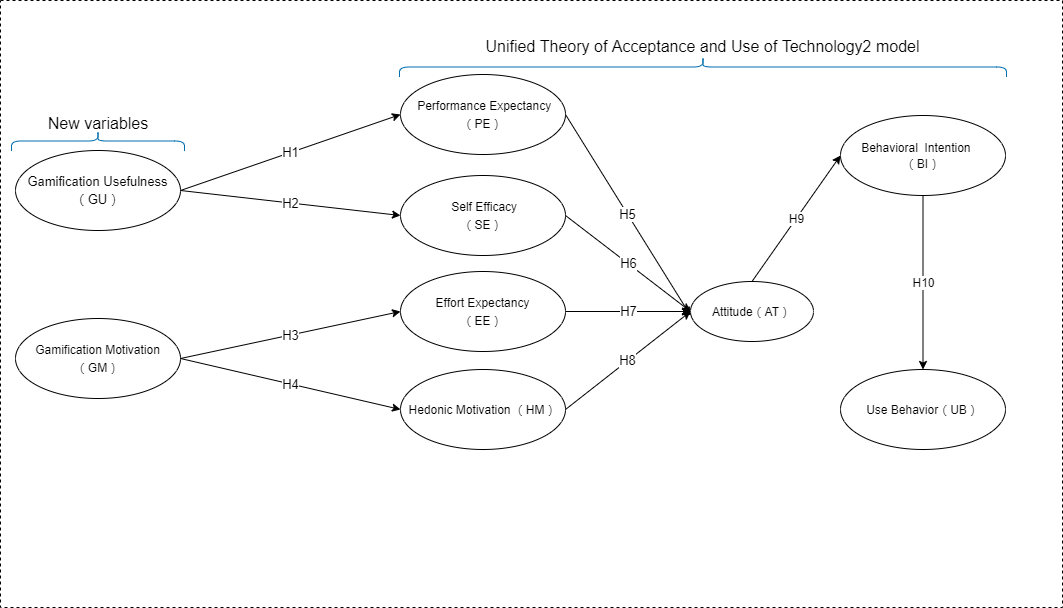 Unified Theory of Acceptance and Use of Technology2 model
New variables
Gamification Usefulness
（GU）
Gamification Motivation
（GM）
H1
H2
H3
H4
Performance Expectancy
（PE）
Self Efficacy
（SE）
Effort Expectancy
（EE）
Hedonic Motivation （HM）
H5
H6
H7
H8
Attitude（AT）
H9
Behavioral Intention
（BI）
H10
Use Behavior（UB）